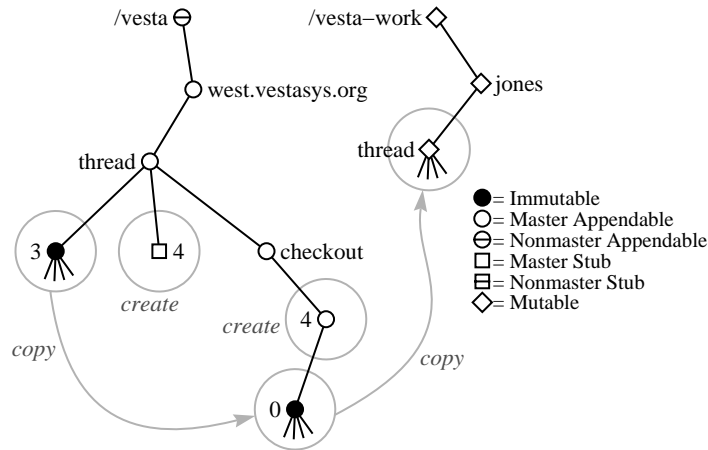 /vesta
/vesta−work
west.vestasys.org
jones
thread
thread
= Immutable
= Master Appendable
= Nonmaster Appendable
= Master Stub
= Nonmaster Stub
= Mutable
3
4
checkout
create
create
4
copy
copy
0